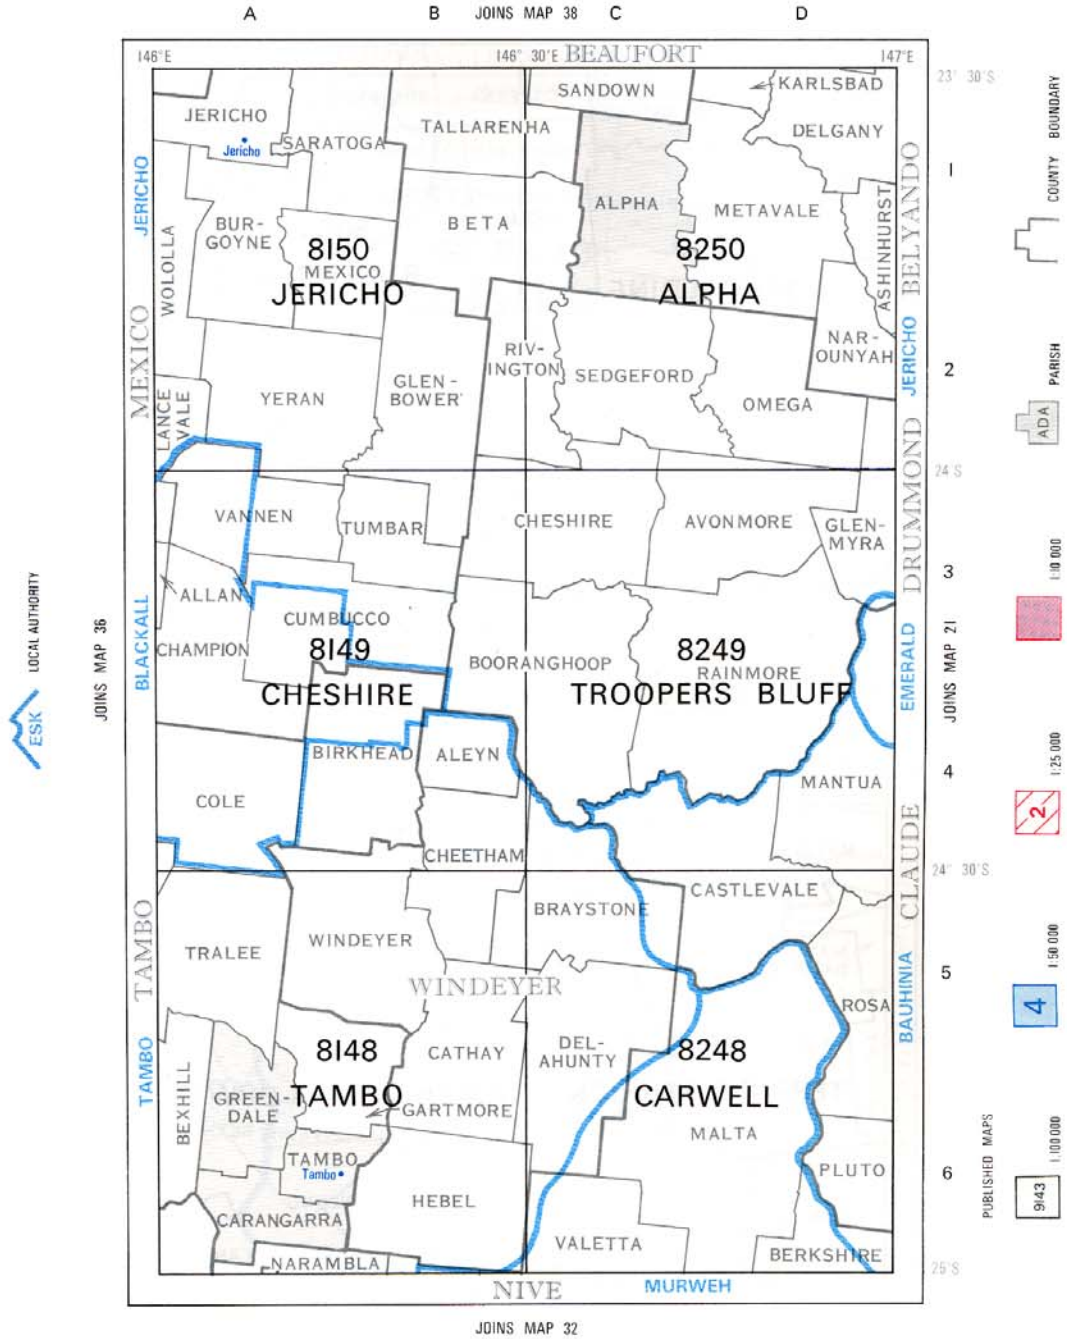 A B JOINS MAP 38 C D
146°E 146° 30'E BEAUFORT 147°E
23° 30'S
SANDOWN
KARLSBAD
JERICHO
TALLARENHA
DELGANY
Jericho
SARATOGA
1
JERICHO
BELYANDO
ALPHA
METAVALE
BETA
BUR-
GOYNE
WOLOLLA
ASHINHURST
8150
MEXICO
JERICHO
8250
ALPHA
MEXICO
JERICHO
NAR-
OUNYAH
RIV-
INGTON
SEDGEFORD
2
GLEN-
BOWER
YERAN
OMEGA
LANCE
VALE
24°S
DRUMMOND
VANNEN
TUMBAR
CHESHIRE
AVONMORE
GLEN-
MYRA
3
ALLAN
CUMBUCCO
CHAMPION
8149
CHESHIRE
BLACKALL
JOINS MAP 36
BOORANGHOOP
8249
RAINMORE
TROOPERS BLUFF
EMERALD
JOINS MAP 21
BIRKHEAD
ALEYN
4
MANTUA
COLE
CHEETHAM
CLAUDE
24° 30'S
CASTLEVALE
BRAYSTONE
TAMBO
TRALEE
WINDEYER
WINDEYER
5
ROSA
BAUHINIA
TAMBO
8148
TAMBO
CATHAY
DEL-
AHUNTY
8248
CARWELL
BEXHILL
GREEN-
DALE
GARTMORE
MALTA
TAMBO
Tambo
PLUTO
6
HEBEL
CARANGARRA
VALETTA
BERKSHIRE
NARAMBLA
25°S
NIVE
MURWEH
JOINS MAP 32
LOCAL AUTHORITY
ESK
COUNTY BOUNDARY
PARISH
ADA
1:10 000
1:25 000
2
1:50 000
4
PUBLISHED MAPS 1:100 000
9143